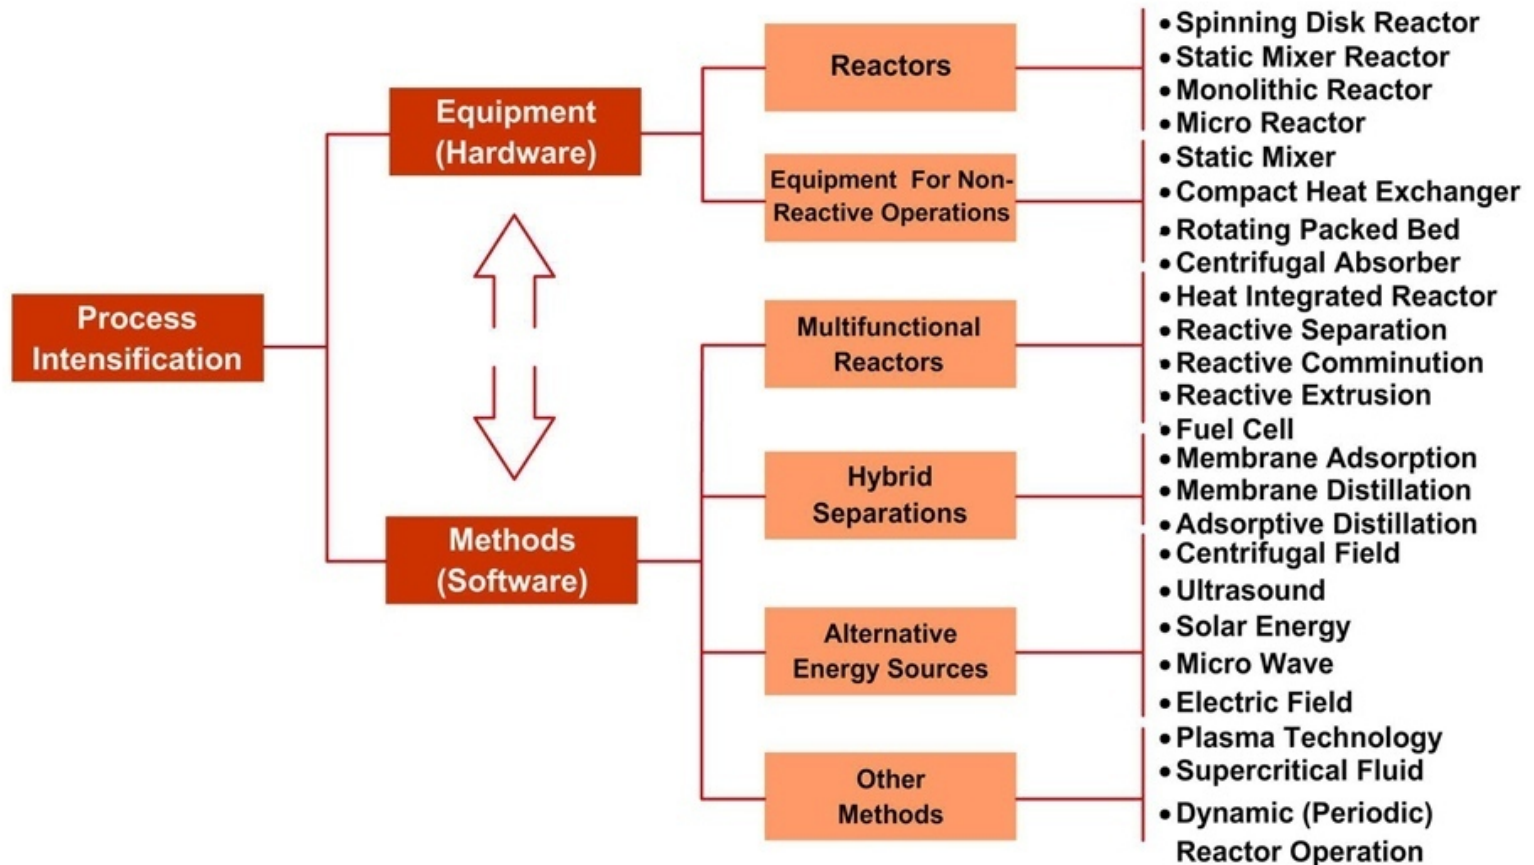 Process
Intensification
Equipment
(Hardware)
Methods
(Software)
Reactors
Equipment For Non-
Reactive Operations
Multifunctional
Reactors
Hybrid
Separations
Alternative
Energy Sources
Other
Methods
• Spinning Disk Reactor
• Static Mixer Reactor
• Monolithic Reactor
• Micro Reactor
• Static Mixer
• Compact Heat Exchanger
• Rotating Packed Bed
• Centrifugal Absorber
• Heat Integrated Reactor
• Reactive Separation
• Reactive Comminution
• Reactive Extrusion
• Fuel Cell
• Membrane Adsorption
• Membrane Distillation
• Adsorptive Distillation
• Centrifugal Field
• Ultrasound
• Solar Energy
• Micro Wave
• Electric Field
• Plasma Technology
• Supercritical Fluid
• Dynamic (Periodic)
Reactor Operation